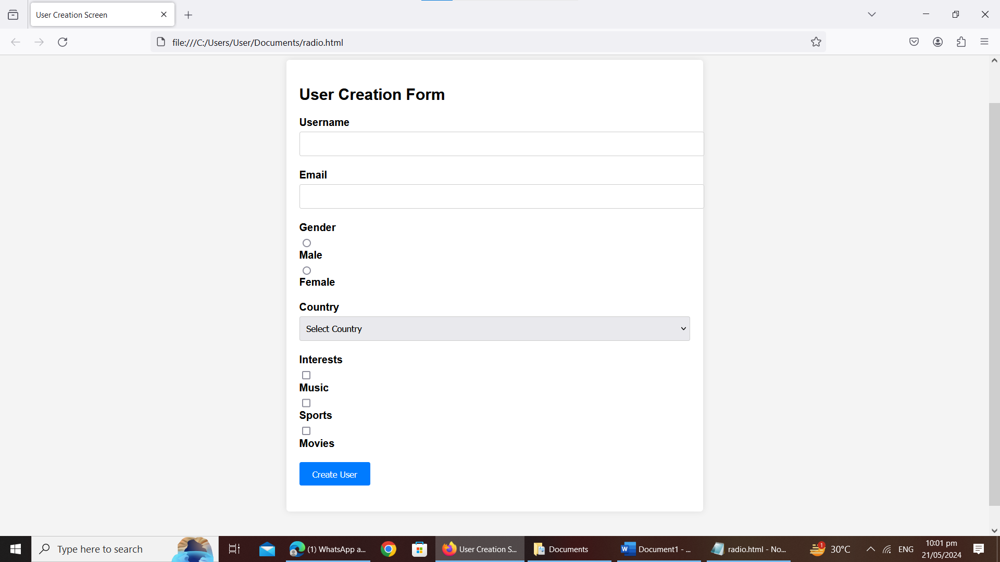 User Creation Screen
file:///C:/Users/User/Documents/radio.html
User Creation Form
Username
Email
Gender
Male
Female
Country
Select Country
Interests
Music
Sports
Movies
Create User
Type here to search
(1) WhatsApp a...
User Creation S...
Documents
Document1 - ...
radio.html - No...
1
30°C
ENG
10:01 pm
21/05/2024